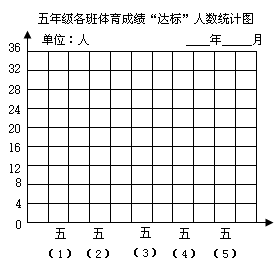 五年级各班体育成绩“达标”人数统计图
单位：人 ____年_____月
36
32
28
24
20
16
12
8
4
0
五 五 五 五 五
（1） （2） （3） （4） （5）